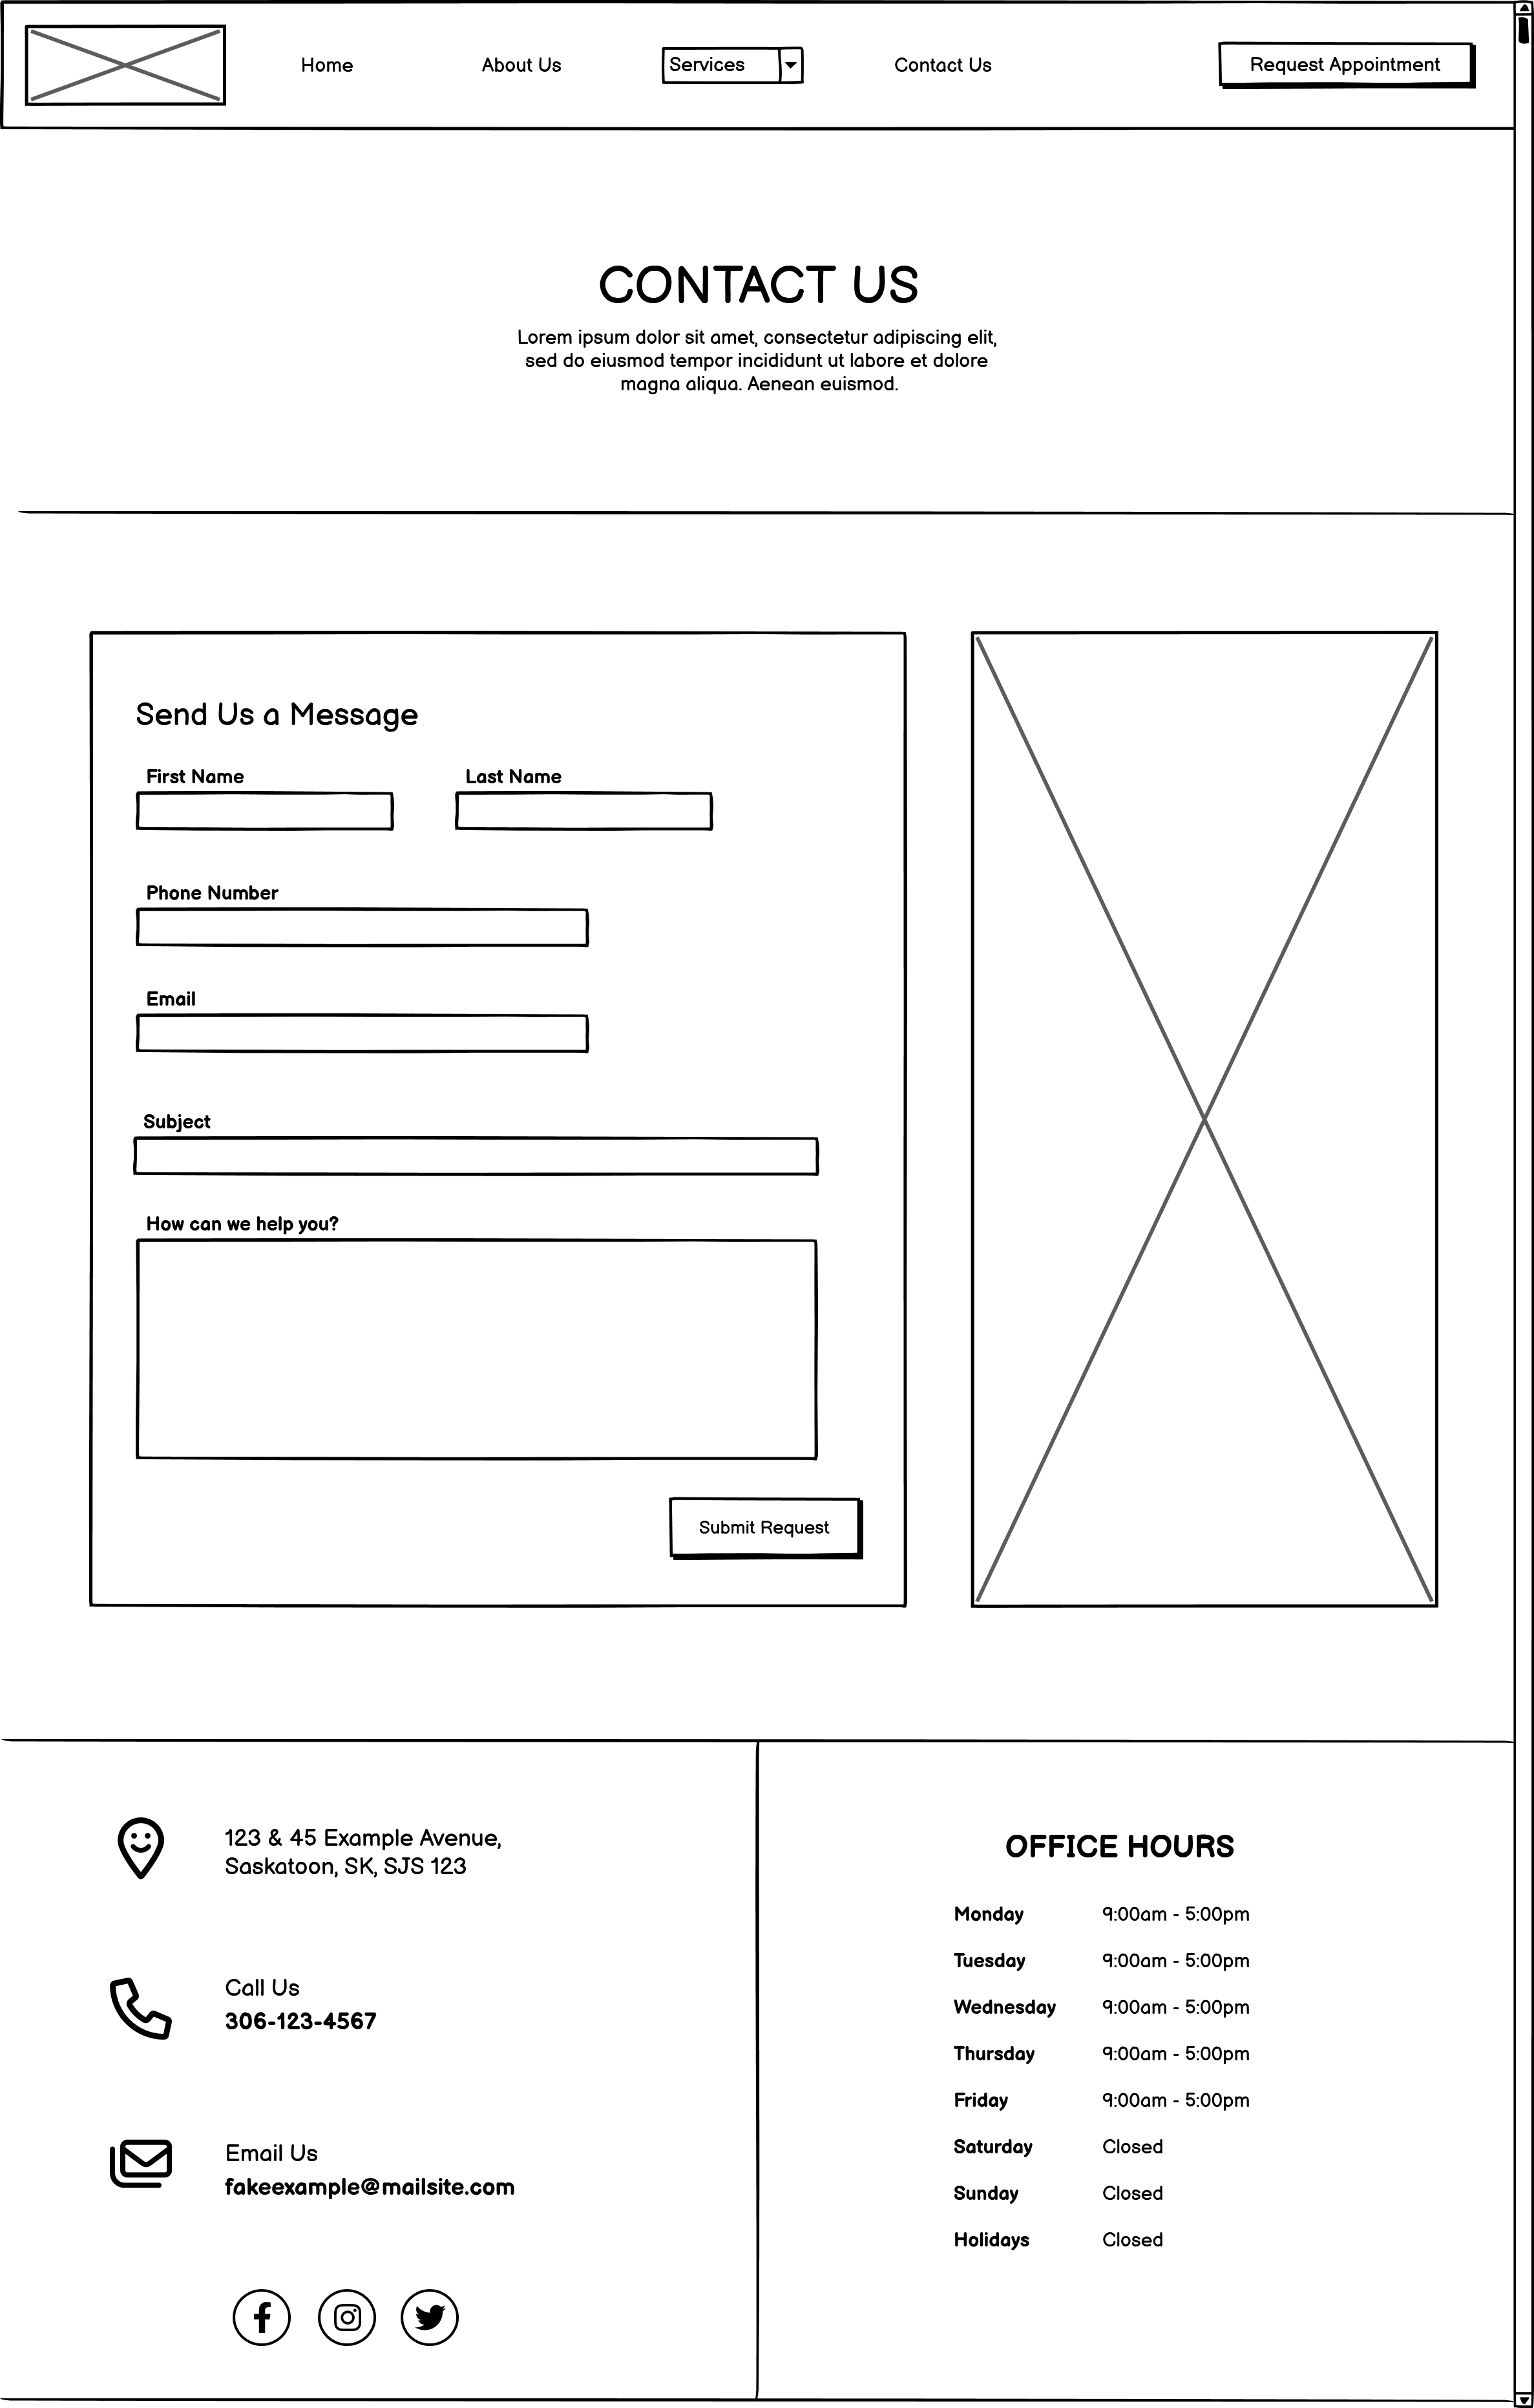 Home
About Us
Services
Contact Us
Request Appointment
CONTACT US
Lorem ipsum dolor sit amet, consectetur adipiscing elit,
sed do eiusmod tempor incididunt ut labore et dolore
magna aliqua. Aenean euismod.
Send Us a Message
First Name
Last Name
Phone Number
Email
Subject
How can we help you?
Submit Request
123 & 45 Example Avenue,
Saskatoon, SK, SJS 123
Call Us
306-123-4567
Email Us
fakeexample@mailsite.com
OFFICE HOURS
Monday 9:00am - 5:00pm
Tuesday 9:00am - 5:00pm
Wednesday 9:00am - 5:00pm
Thursday 9:00am - 5:00pm
Friday 9:00am - 5:00pm
Saturday Closed
Sunday Closed
Holidays Closed